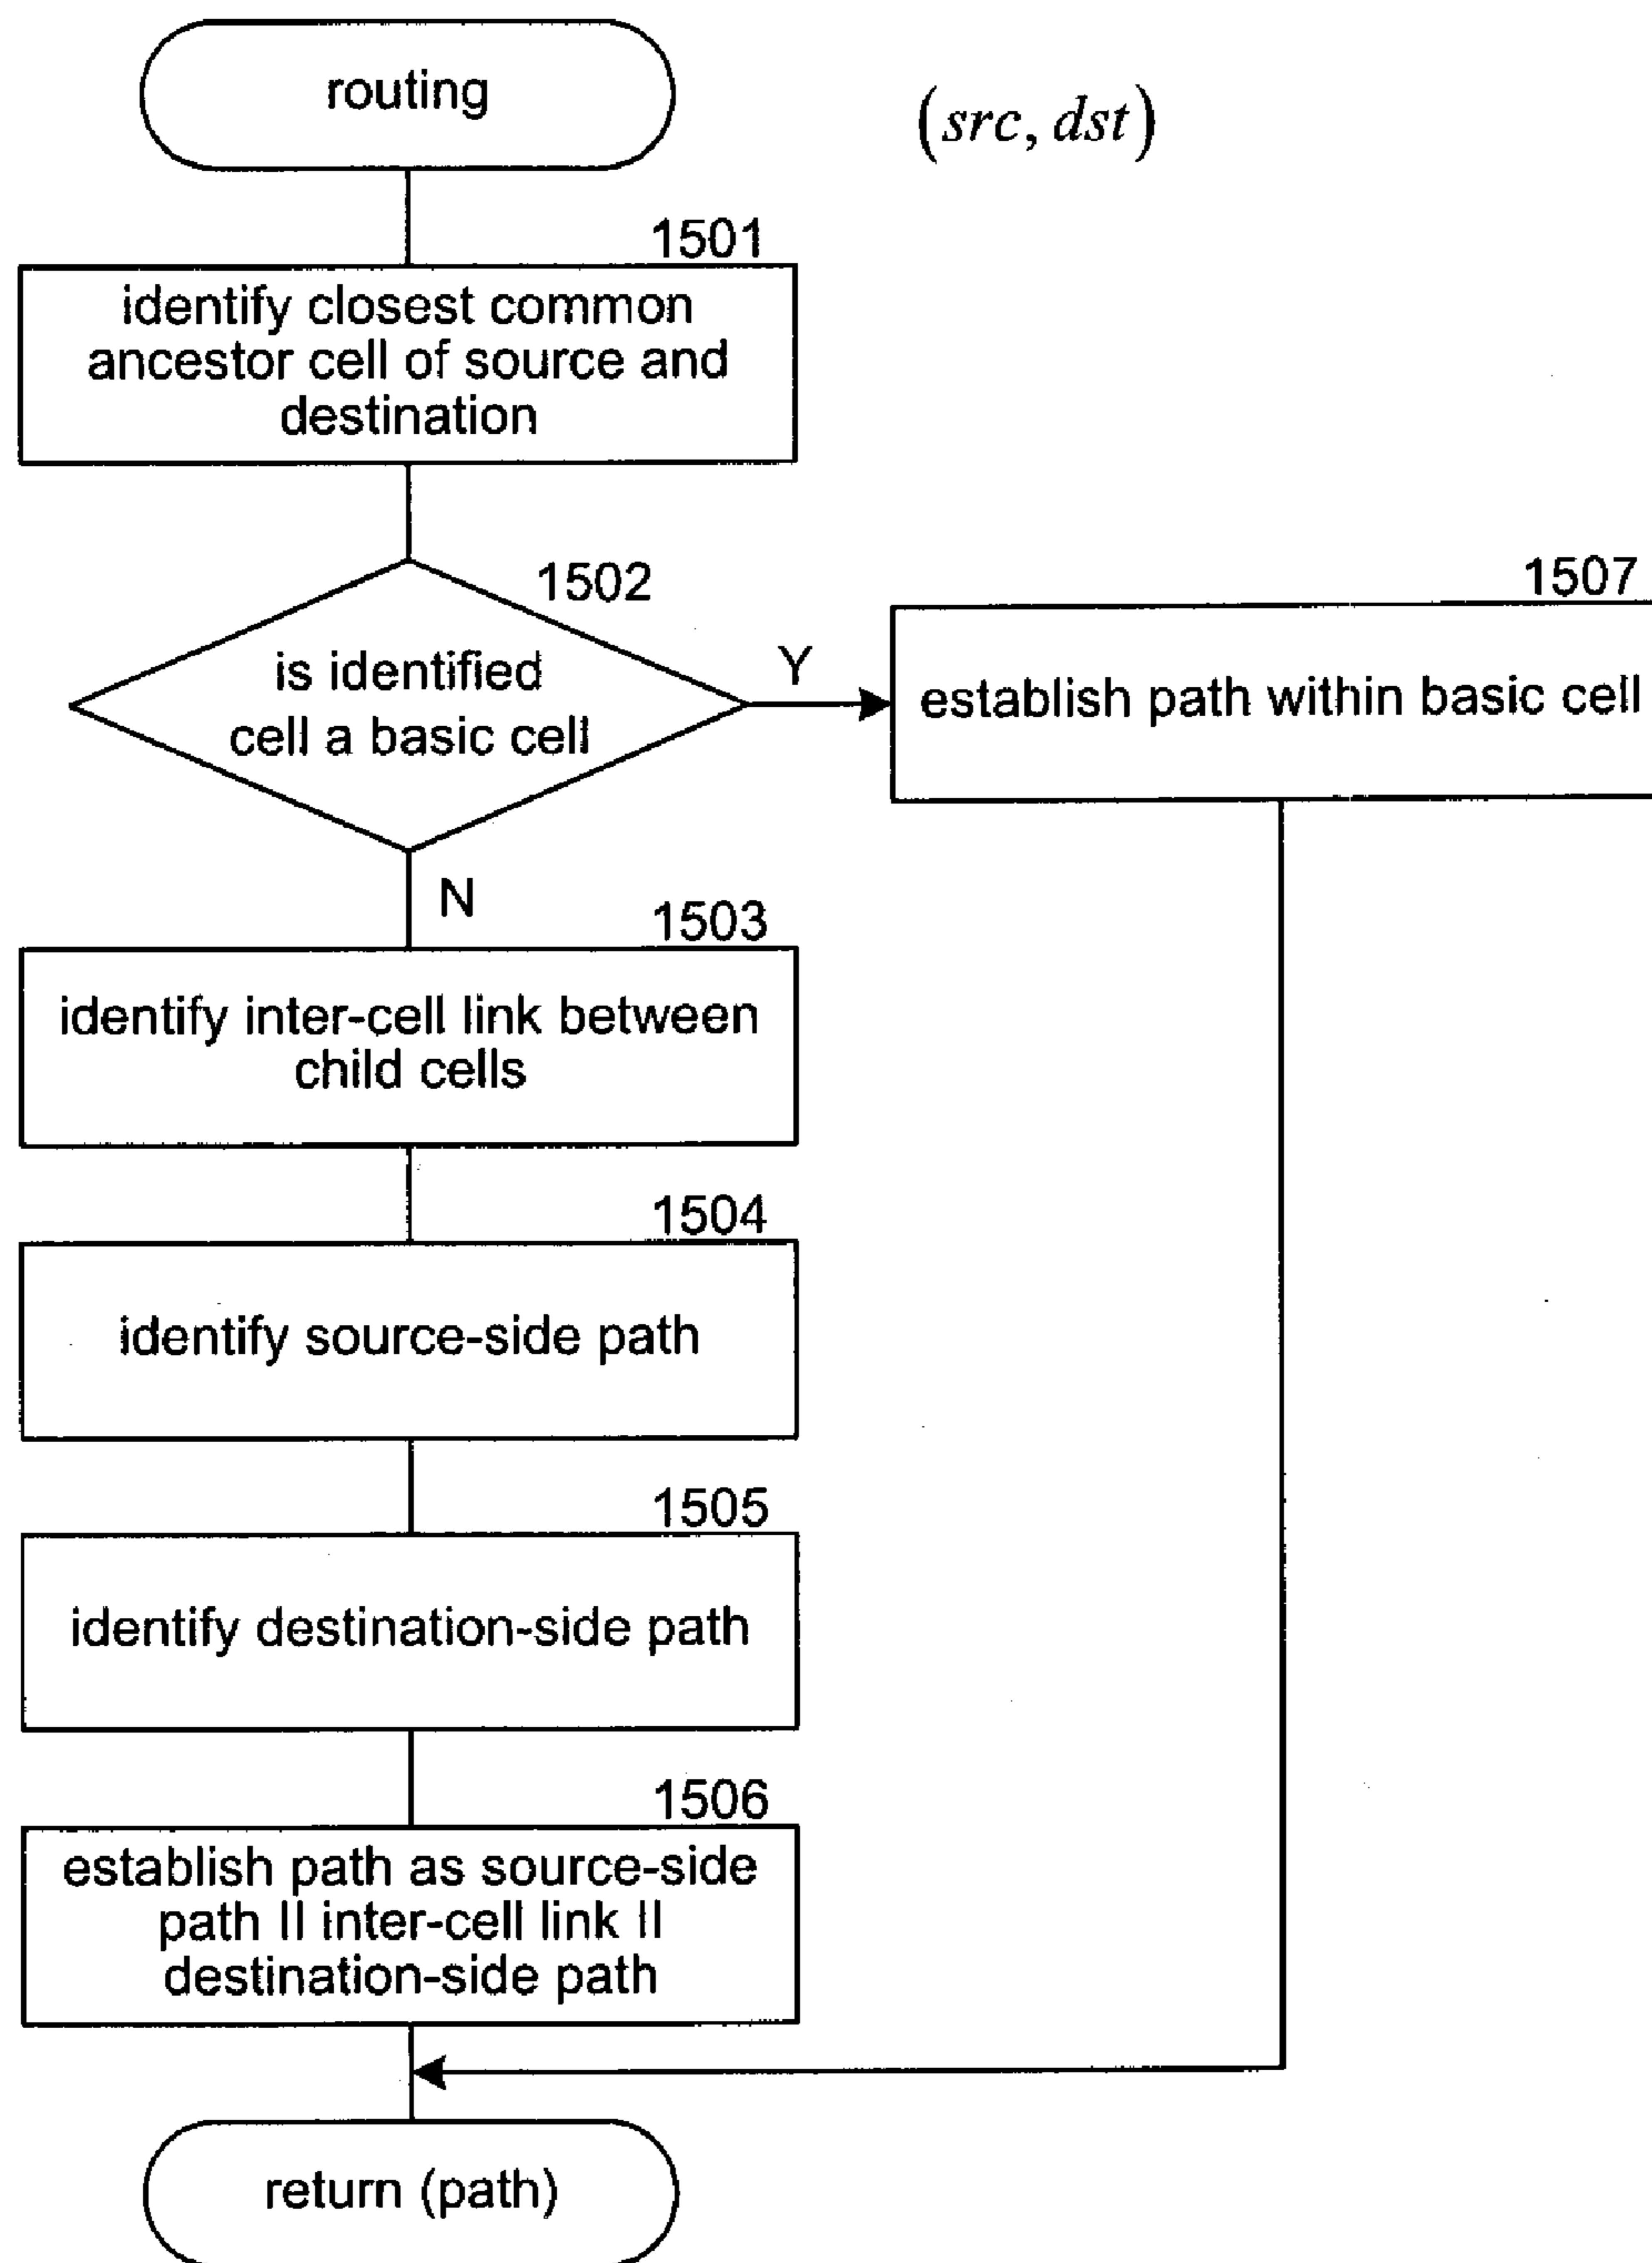 routing
(src, dst)
1501
identify closest common
ancestor cell of source and
destination
1502
is identified
cell a basic cell
Y
1507
establish path within basic cell
N
1503
identify inter-cell link between
child cells
1504
identify source-side path
1505
identify destination-side path
1506
establish path as source-side
path II inter-cell link II
destination-side path
return (path)